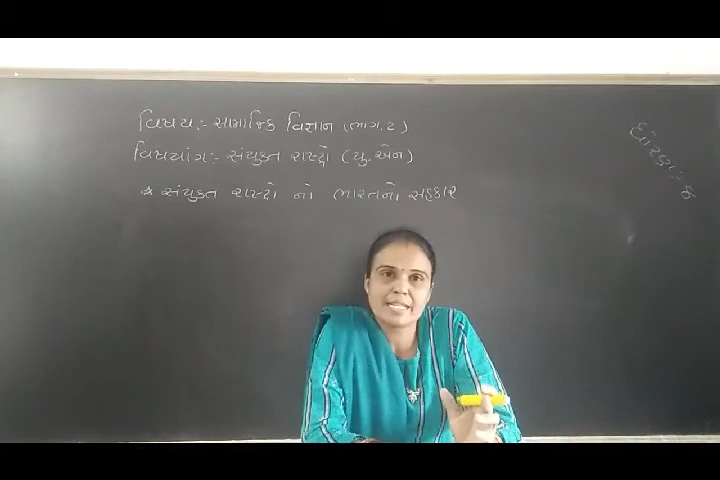 વિષય:- સામાજિક વિજ્ઞાન (ભાગ.૨)
વિષયાંગ:- સંયુક્ત રાષ્ટ્રો (યુ.એન)
* સંયુક્ત રાષ્ટ્રો નો ભારતનો સહકાર